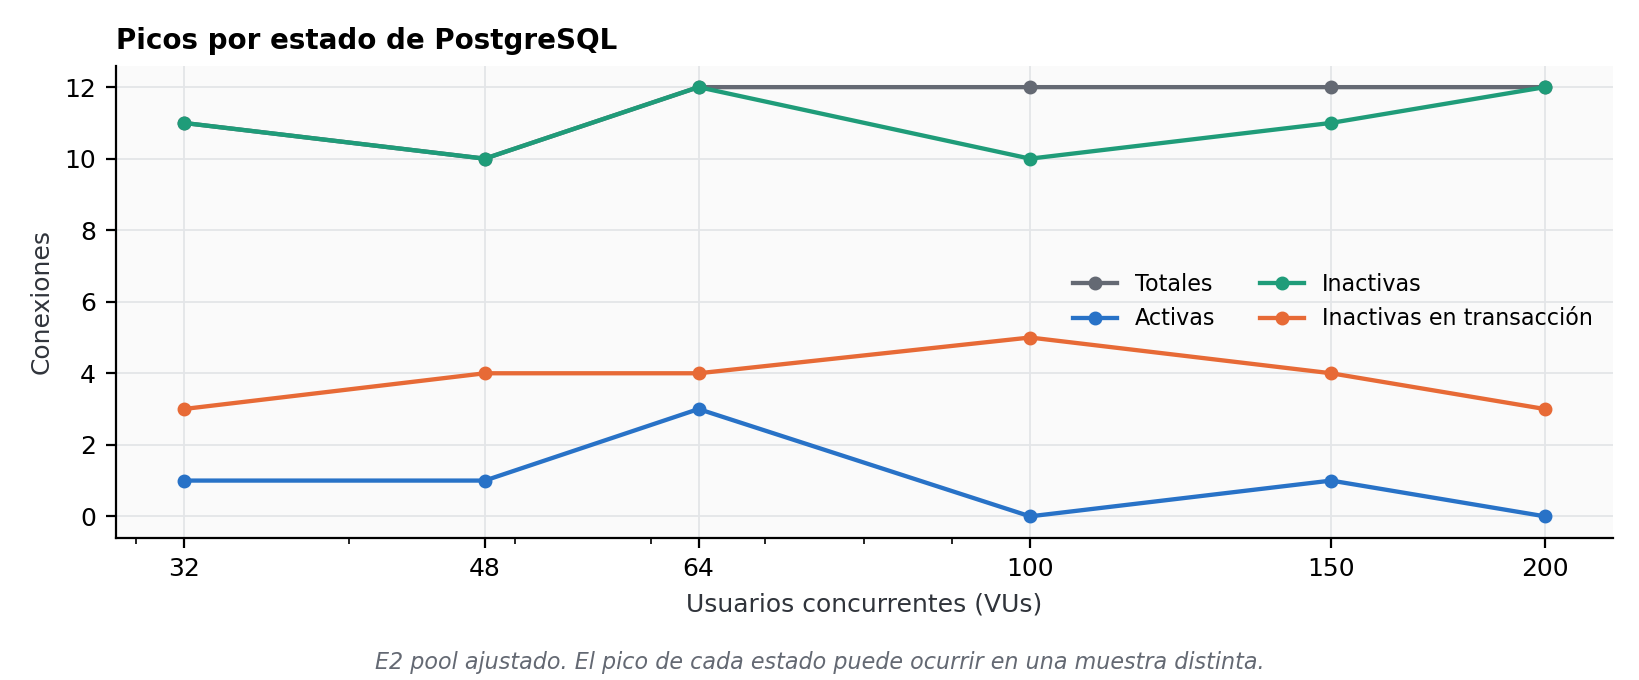 Picos por estado de PostgreSQL
12
10
8
6
4
2
0
Conexiones
Totales
Activas
Inactivas
Inactivas en transacción
32 48 64 100 150 200
Usuarios concurrentes (VUs)
E2 pool ajustado. El pico de cada estado puede ocurrir en una muestra distinta.